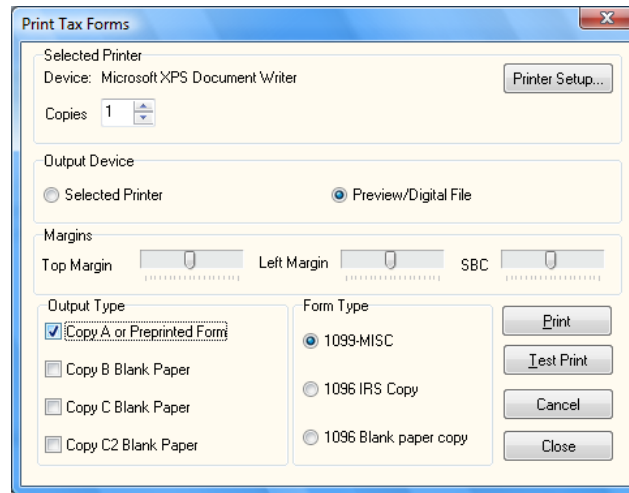 Print Tax Forms
Selected Printer
Device: Microsoft XPS Document Writer
Printer Setup...
Copies 1
Output Device
Selected Printer Preview/Digital File
Margins
Top Margin Left Margin SBC
Output Type
Copy A or Preprinted Form
Copy B Blank Paper
Copy C Blank Paper
Copy C2 Blank Paper
Form Type
1099-MISC
1096 IRS Copy
1096 Blank paper copy
Print
Test Print
Cancel
Close